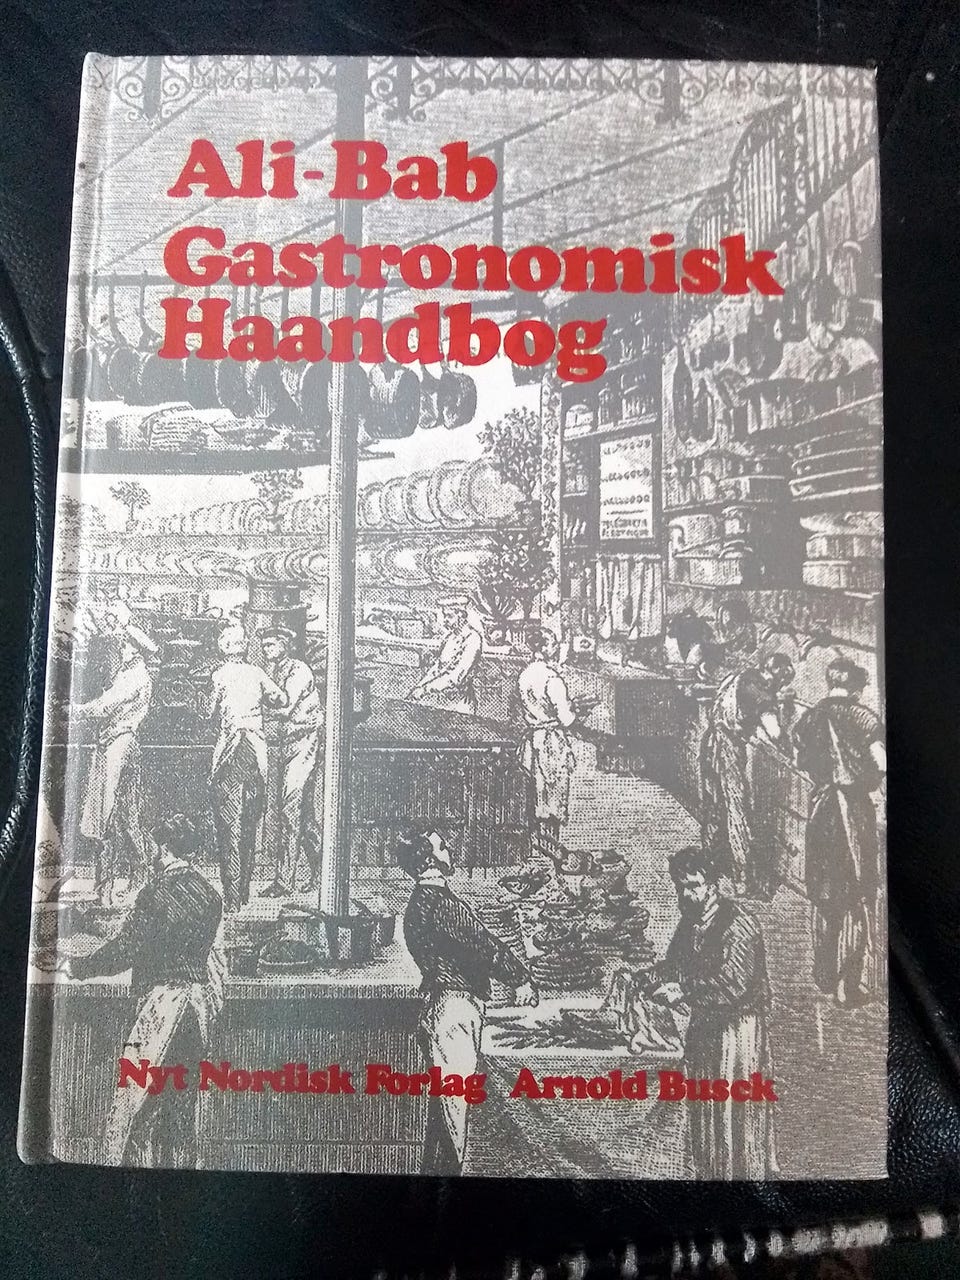 Ali-Bab
Gastronomisk
Haandbog
Nyt Nordisk Forlag Arnold Busck